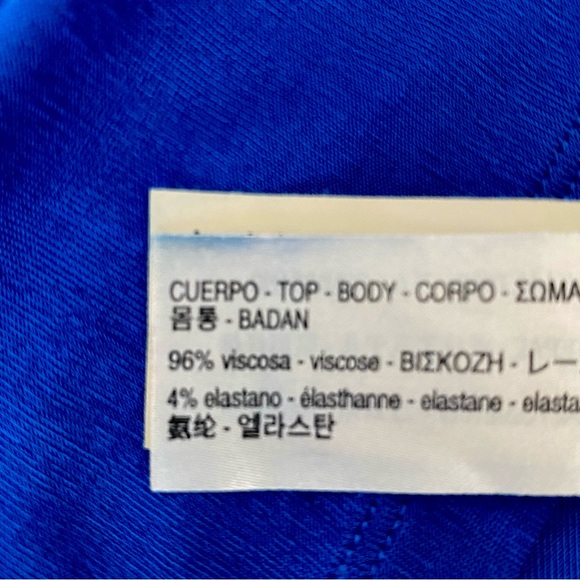 CUERPO - TOP - BODY - CORPO - ΣΩΜΑ
몸통 - BADAN
96% viscosa - viscose - ΒΙΣΚΟΖΗ - レー
4% elastano - élasthanne - elastane - elasta
氨纶 - 엘라스탄